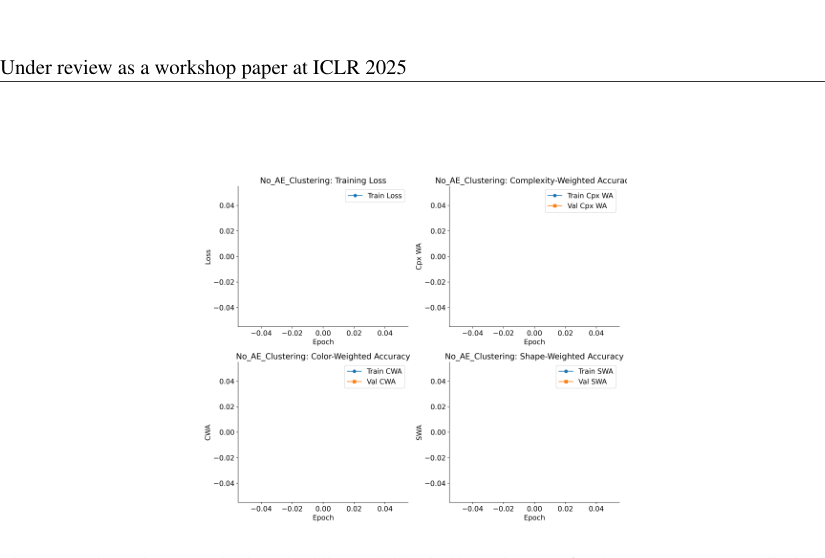 Under review as a workshop paper at ICLR 2025
No_AE_Clustering: Training Loss
Train Loss
0.04
0.02
0.00
−0.02
−0.04
Loss
−0.04 −0.02 0.00 0.02 0.04
Epoch
No_AE_Clustering: Complexity-Weighted Accurac
Train Cpx WA
Val Cpx WA
0.04
0.02
0.00
−0.02
−0.04
Cpx WA
−0.04 −0.02 0.00 0.02 0.04
Epoch
No_AE_Clustering: Color-Weighted Accuracy
Train CWA
Val CWA
0.04
0.02
0.00
−0.02
−0.04
CWA
−0.04 −0.02 0.00 0.02 0.04
Epoch
No_AE_Clustering: Shape-Weighted Accuracy
Train SWA
Val SWA
0.04
0.02
0.00
−0.02
−0.04
SWA
−0.04 −0.02 0.00 0.02 0.04
Epoch